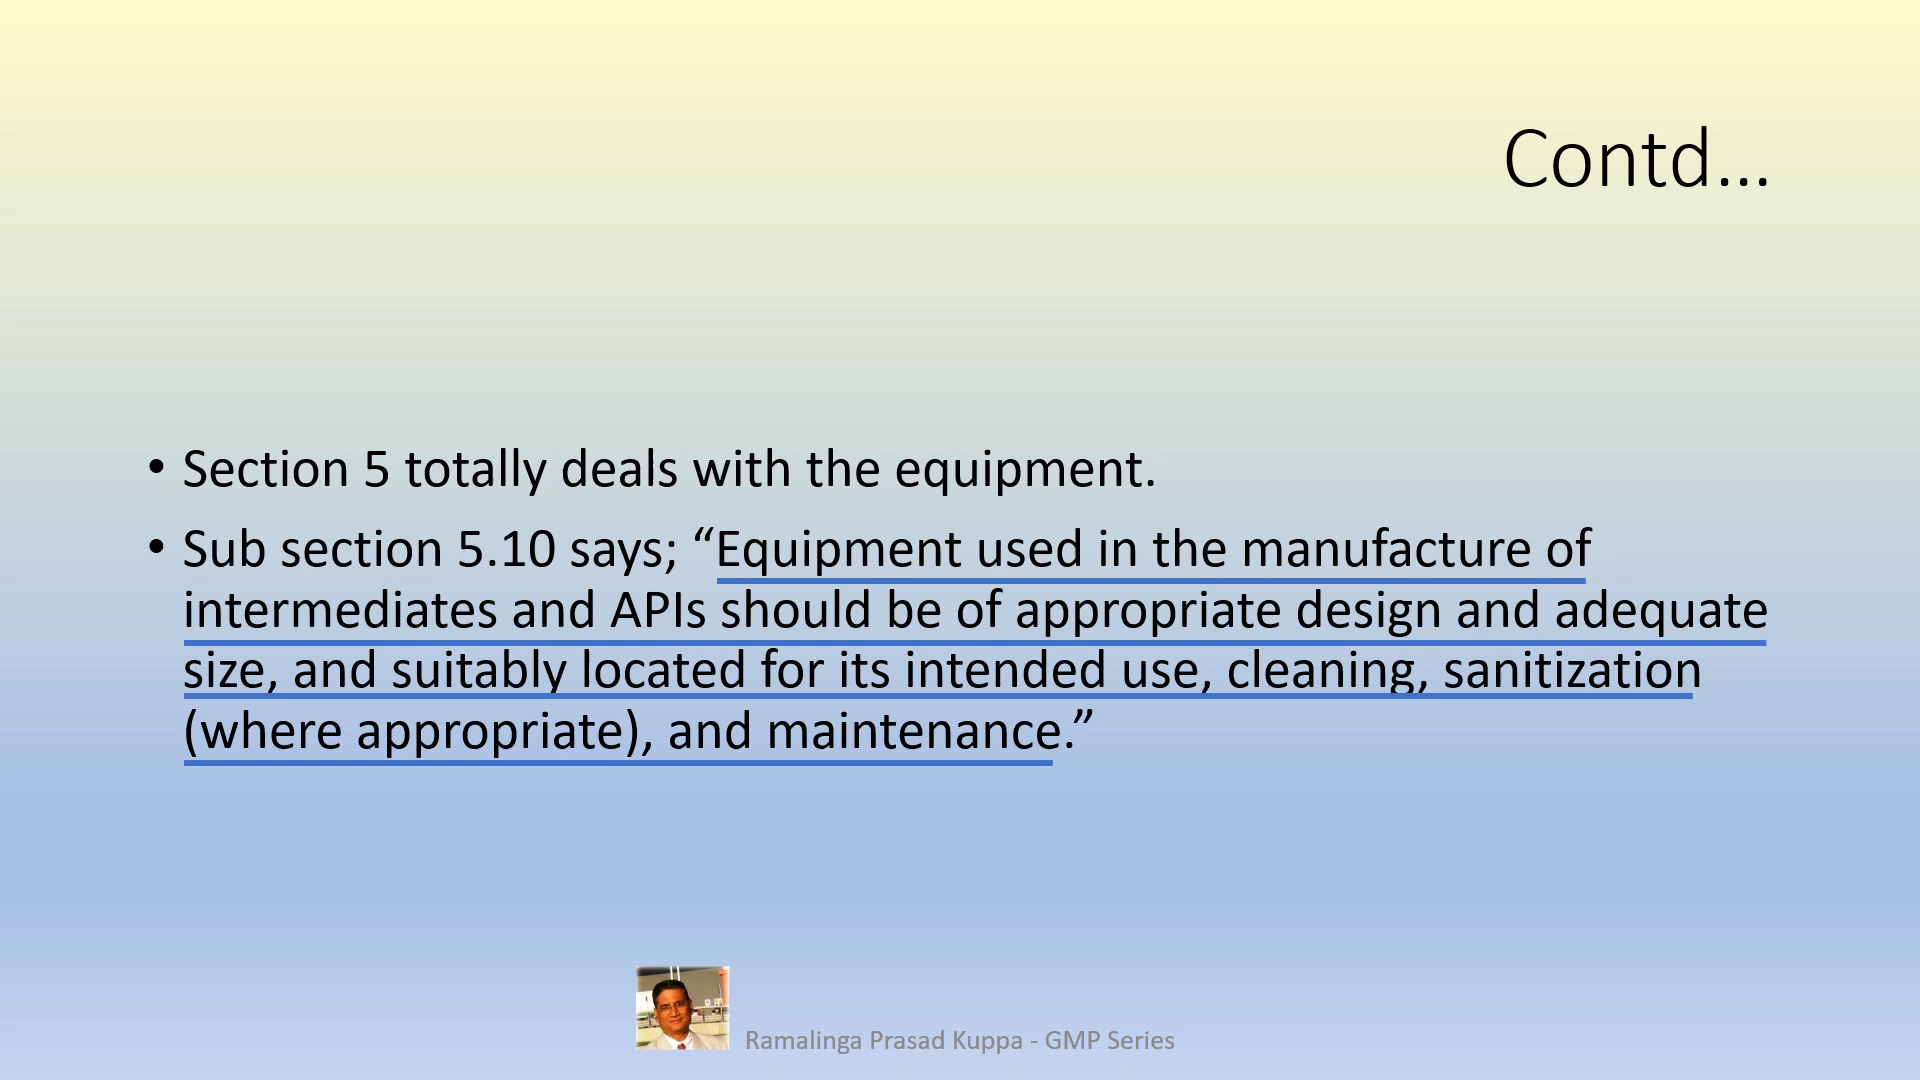 Contd...
• Section 5 totally deals with the equipment.
• Sub section 5.10 says; “Equipment used in the manufacture of
intermediates and APIs should be of appropriate design and adequate
size, and suitably located for its intended use, cleaning, sanitization
(where appropriate), and maintenance.”
Ramalinga Prasad Kuppa - GMP Series